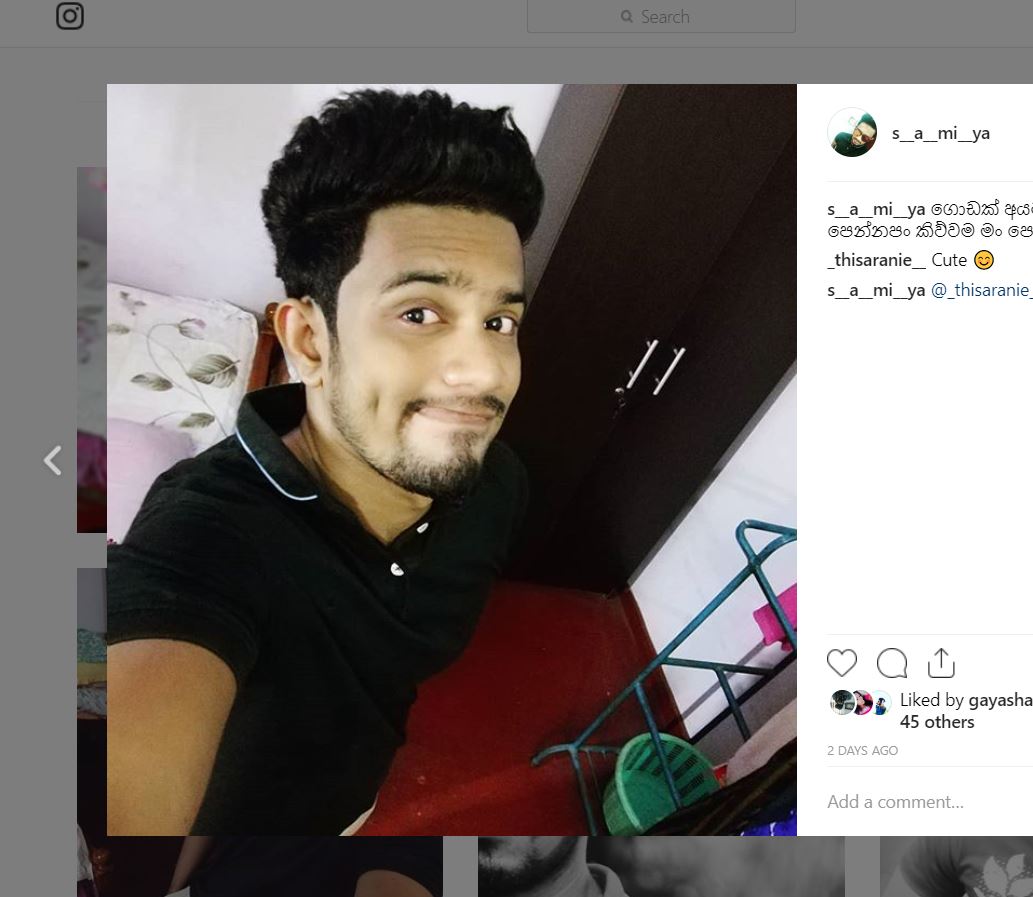 Search
s__a__mi__ya
s__a__mi__ya ගොඩක් අය
පෙන්නපං කිව්වම මං පෙ
_thisaranie__ Cute 😊
s__a__mi__ya @_thisaranie_
Liked by gayasha
45 others
2 DAYS AGO
Add a comment...